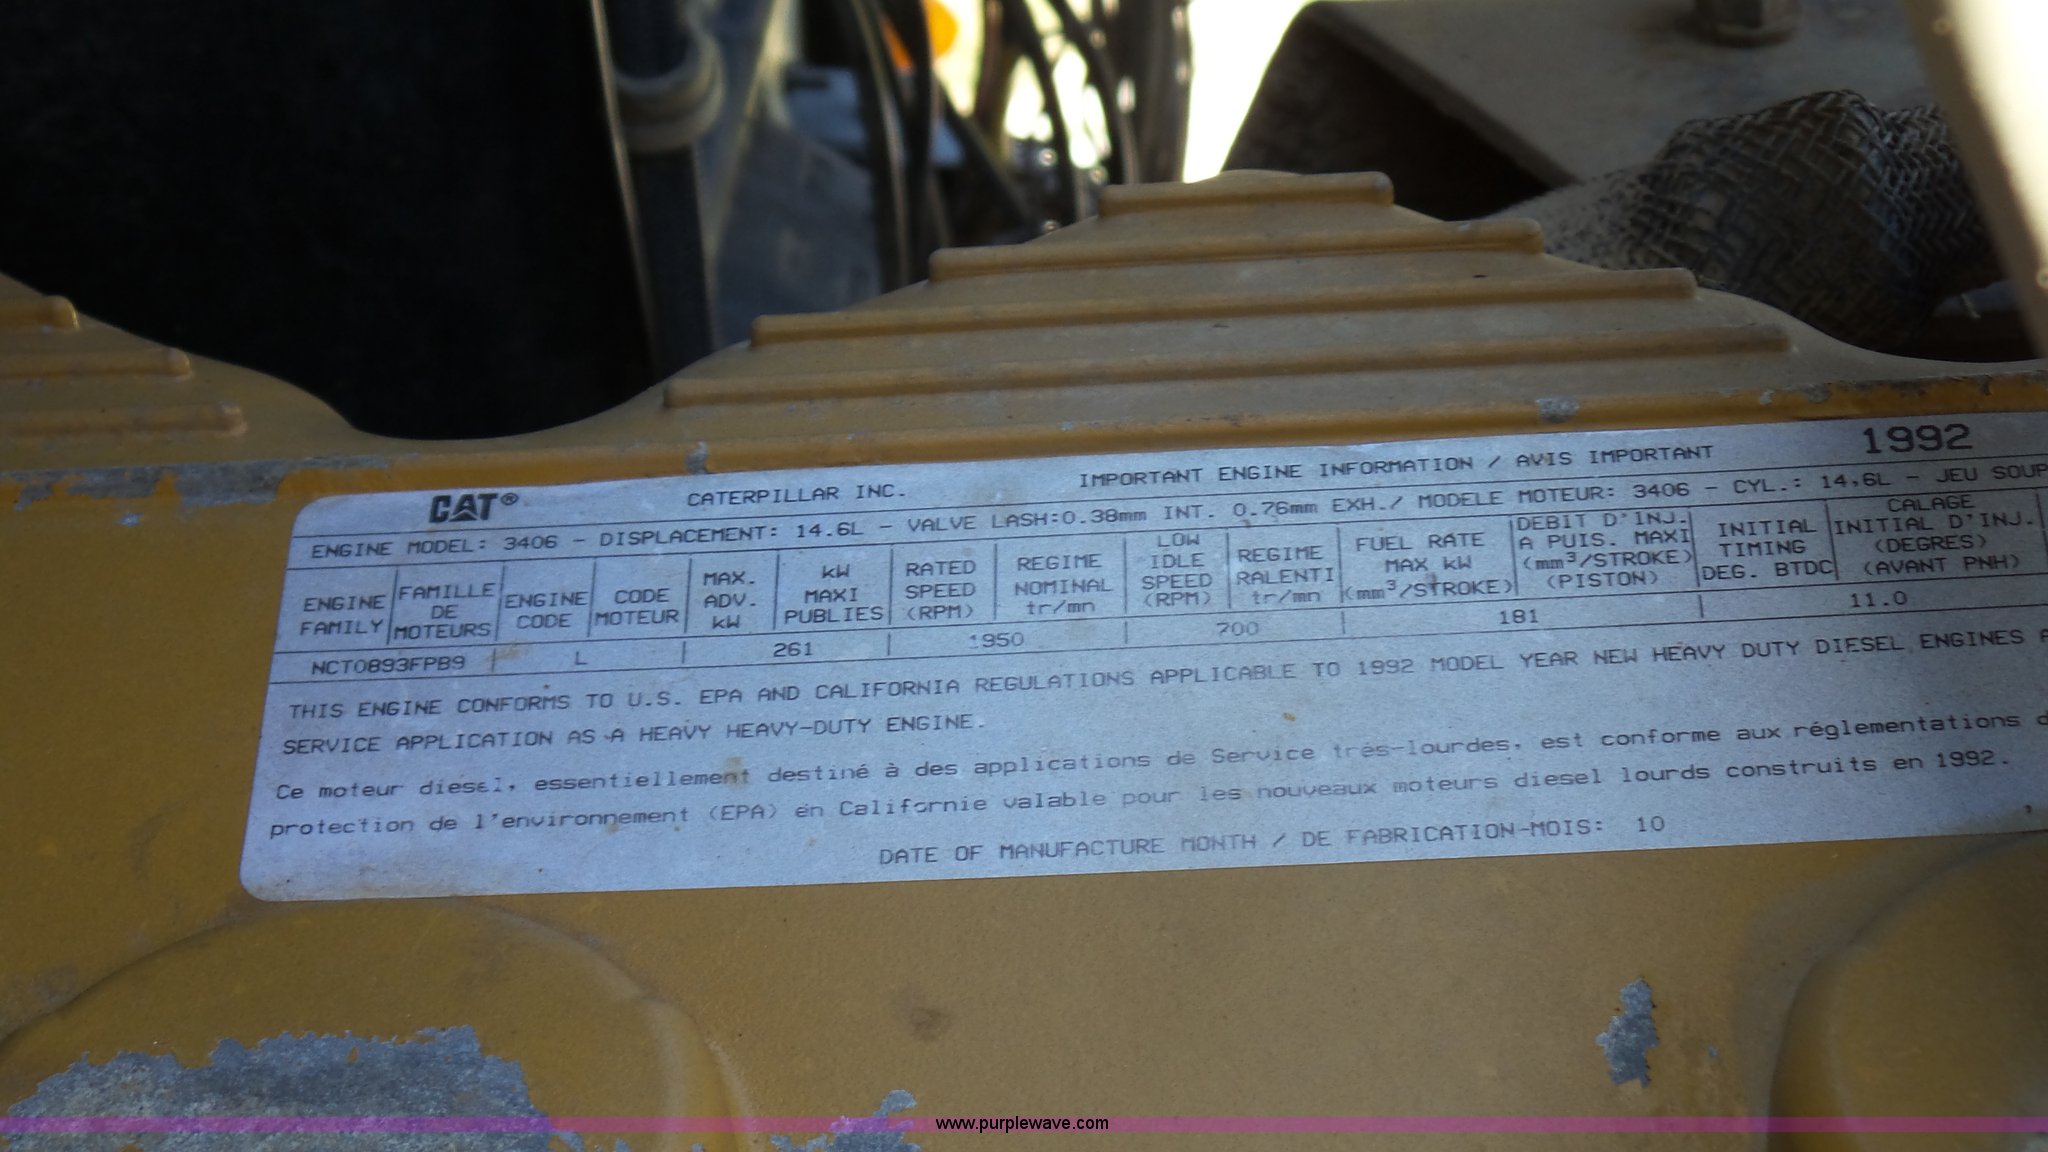 CAT® CATERPILLAR INC. IMPORTANT ENGINE INFORMATION / AVIS IMPORTANT 1992
ENGINE MODEL: 3406 - DISPLACEMENT: 14.6L - VALVE LASH:0.38mm INT. 0.76mm EXH./ MODELE MOTEUR: 3406 - CYL.: 14,6L - JEU SOUP
ENGINE FAMILY
FAMILLE DE MOTEURS
ENGINE CODE
CODE MOTEUR
MAX. ADV. kW
kW MAXI PUBLIES
RATED SPEED (RPM)
REGIME NOMINAL tr/mn
LOW IDLE SPEED (RPM)
REGIME RALENTI tr/mn
FUEL RATE MAX kW (mm³/STROKE)
DEBIT D'INJ. A PUIS. MAXI (mm³/STROKE) (PISTON)
INITIAL TIMING DEG. BTDC
CALAGE INITIAL D'INJ. (DEGRES) (AVANT PNH)
NCT0893FPB9 L 261 1950 700 181 11.0
THIS ENGINE CONFORMS TO U.S. EPA AND CALIFORNIA REGULATIONS APPLICABLE TO 1992 MODEL YEAR NEW HEAVY DUTY DIESEL ENGINES
SERVICE APPLICATION AS A HEAVY HEAVY-DUTY ENGINE.
Ce moteur diesel, essentiellement destiné à des applications de Service très-lourdes, est conforme aux réglementations
protection de l'environnement (EPA) en Californie valable pour les nouveaux moteurs diesel lourds construits en 1992.
DATE OF MANUFACTURE MONTH / DE FABRICATION-MOIS: 10
www.purplewave.com